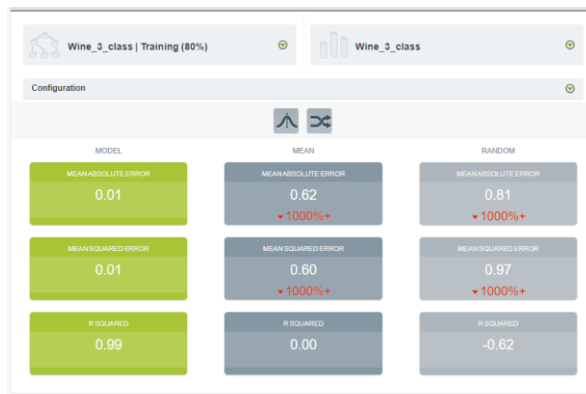 Wine_3_class | Training (80%)
Wine_3_class
Configuration
MODEL MEAN RANDOM
MEAN ABSOLUTE ERROR MEAN ABSOLUTE ERROR MEAN ABSOLUTE ERROR
0.01 0.62 0.81
1000%+ 1000%+
MEAN SQUARED ERROR MEAN SQUARED ERROR MEAN SQUARED ERROR
0.01 0.60 0.97
1000%+ 1000%+
R SQUARED R SQUARED R SQUARED
0.99 0.00 -0.62